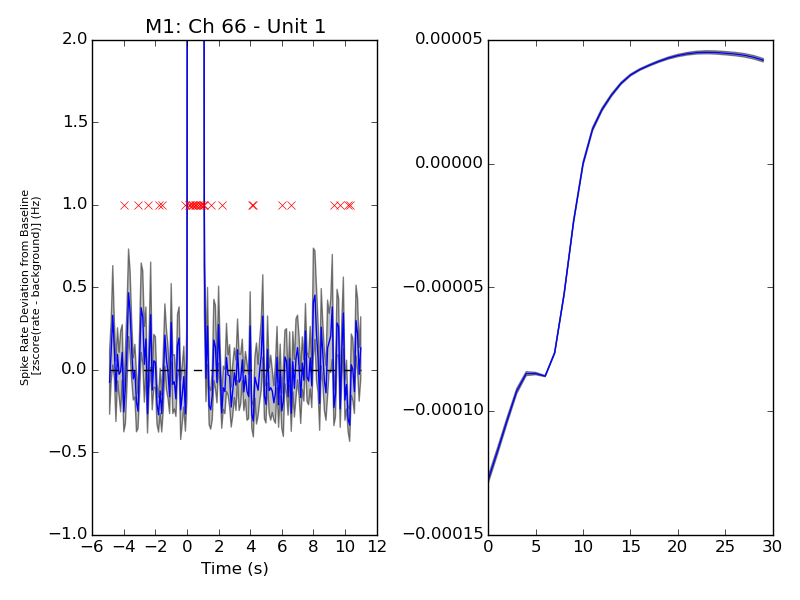 M1: Ch 66 - Unit 1
Spike Rate Deviation from Baseline
[zscore(rate - background)] (Hz)
2.0
1.5
1.0
0.5
0.0
−0.5
−1.0
−6 −4 −2 0 2 4 6 8 10 12
Time (s)
0.00005
0.00000
−0.00005
−0.00010
−0.00015
0 5 10 15 20 25 30